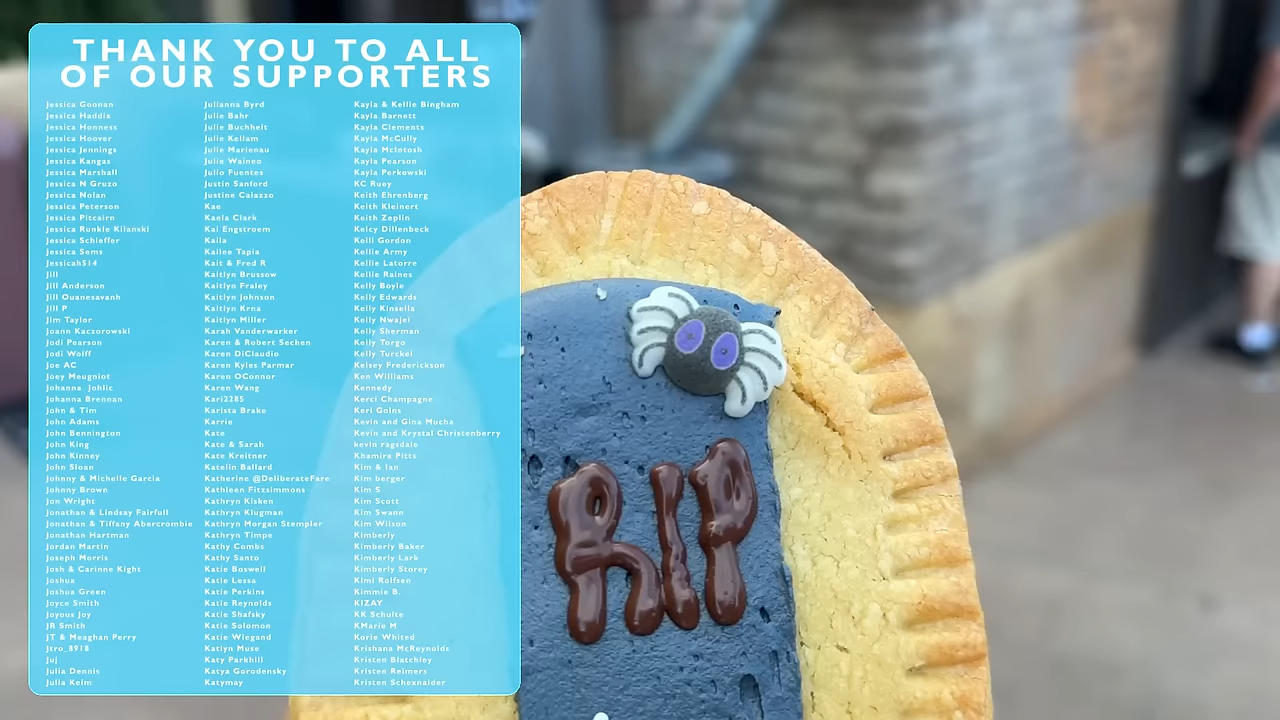 THANK YOU TO ALL
OF OUR SUPPORTERS
Jessica Goonan
Jessica Haddix
Jessica Honness
Jessica Hoover
Jessica Jennings
Jessica Kangas
Jessica Marshall
Jessica N Gruzo
Jessica Nolan
Jessica Peterson
Jessica Pitcairn
Jessica Runkle Kilanski
Jessica Schieffer
Jessica Sems
Jessicah514
Jill
Jill Anderson
Jill Ouanesavanh
Jill P
Jim Taylor
Joann Kaczorowski
Jodi Pearson
Jodi Wolff
Joe AC
Joey Meugniot
Johanna Johlic
Johanna Brennan
John & Tim
John Adams
John Bennington
John King
John Kinney
John Sloan
Johnny & Michelle Garcia
Johnny Brown
Jon Wright
Jonathan & Lindsay Fairfull
Jonathan & Tiffany Abercrombie
Jonathan Hartman
Jordan Martin
Joseph Morris
Josh & Corinne Kight
Joshua
Joshua Green
Joyce Smith
Joyous Joy
JR Smith
JT & Meaghan Perry
Jtro_8918
Juj
Julia Dennis
Julia Keim
Julianna Byrd
Julie Bahr
Julie Buchheit
Julie Kellam
Julie Marienau
Julie Waineo
Julio Fuentes
Justin Sanford
Justine Caiazzo
Kae
Kaela Clark
Kai Engstroem
Kaila
Kailee Tapia
Kait & Fred R
Kaitlyn Brussow
Kaitlyn Fraley
Kaitlyn Johnson
Kaitlyn Krna
Kaitlyn Miller
Karah Vanderwarker
Karen & Robert Sechen
Karen DiClaudio
Karen Kyles Parmar
Karen OConnor
Karen Wang
Kari2285
Karista Brake
Karrie
Kate
Kate & Sarah
Kate Kreitner
Katelin Ballard
Katherine @DeliberateFare
Kathleen Fitzsimmons
Kathryn Kisken
Kathryn Klugman
Kathryn Morgan Stempler
Kathryn Timpe
Kathy Combs
Kathy Santo
Katie Boswell
Katie Lessa
Katie Perkins
Katie Reynolds
Katie Shafsky
Katie Solomon
Katie Wiegand
Katlyn Muse
Katy Parkhill
Katya Gorodensky
Katymay
Kayla & Kellie Bingham
Kayla Barnett
Kayla Clements
Kayla McCully
Kayla McIntosh
Kayla Pearson
Kayla Perkowski
KC Ruey
Keith Ehrenberg
Keith Kleinert
Keith Zeplin
Kelcy Dillenbeck
Kelli Gordon
Kellie Army
Kellie Latorre
Kellie Raines
Kelly Boyle
Kelly Edwards
Kelly Kinsella
Kelly Nwajei
Kelly Sherman
Kelly Torgo
Kelly Turckel
Kelsey Frederickson
Ken Williams
Kennedy
Kerci Champagne
Keri Goins
Kevin and Gina Mucha
Kevin and Krystal Christenberry
kevin ragsdale
Khamira Pitts
Kim & Ian
Kim berger
Kim S
Kim Scott
Kim Swann
Kim Wilson
Kimberly
Kimberly Baker
Kimberly Lark
Kimberly Storey
Kimi Rolfsen
Kimmie B.
KIZAY
KK Schulte
KMarie M
Korie Whited
Krishana McReynolds
Kristen Blatchley
Kristen Reimers
Kristen Schexnaider
RIP